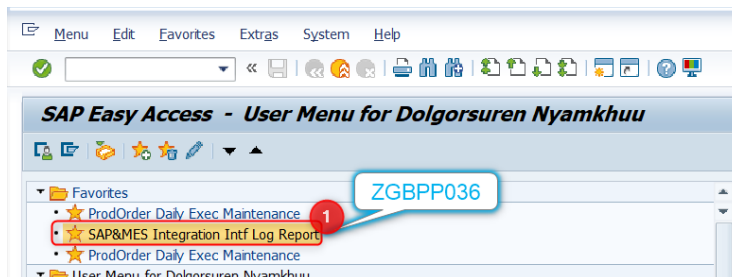 Menu Edit Favorites Extras System Help
SAP Easy Access - User Menu for Dolgorsuren Nyamkhuu
Favorites
ZGBPP036
ProdOrder Daily Exec Maintenance
1
SAP&MES Integration Intf Log Report
ProdOrder Daily Exec Maintenance
User Menu for Dolgorsuren Nyamkhuu